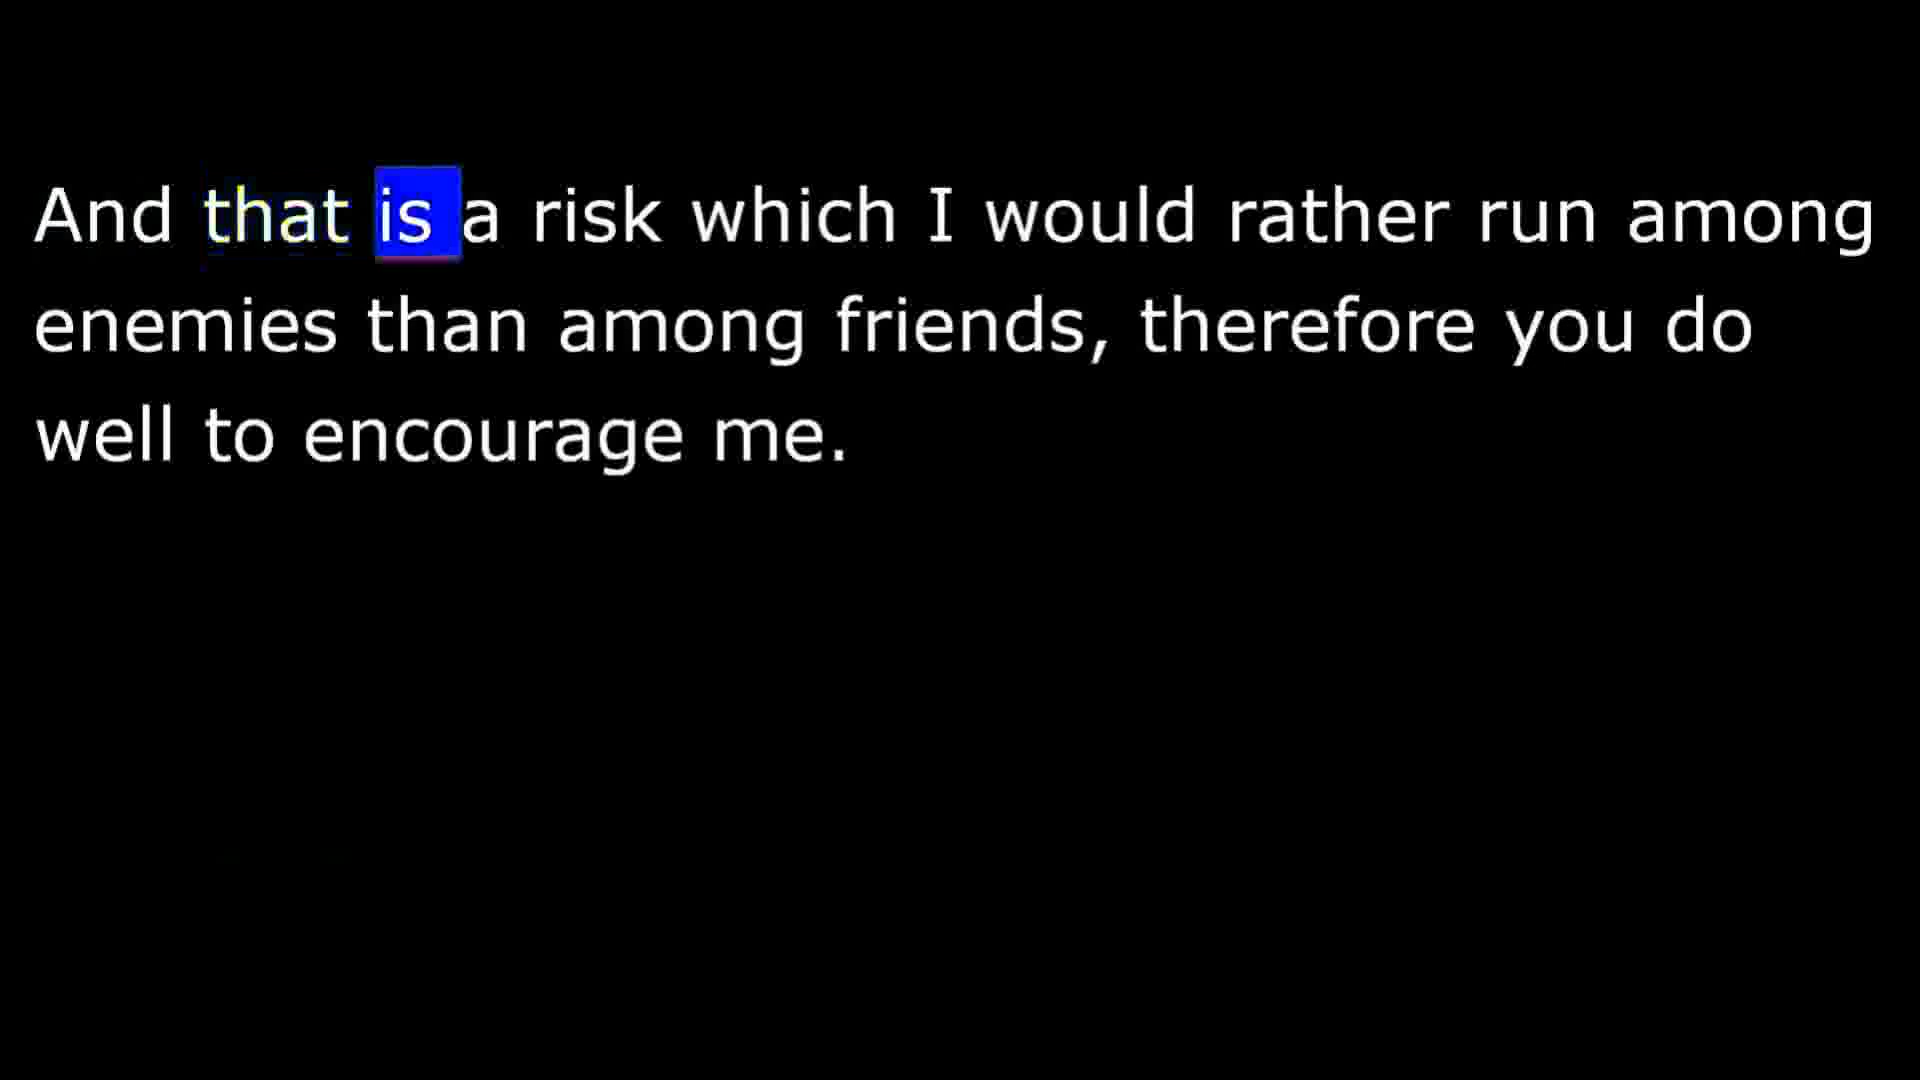 And that is a risk which I would rather run among
enemies than among friends, therefore you do
well to encourage me.